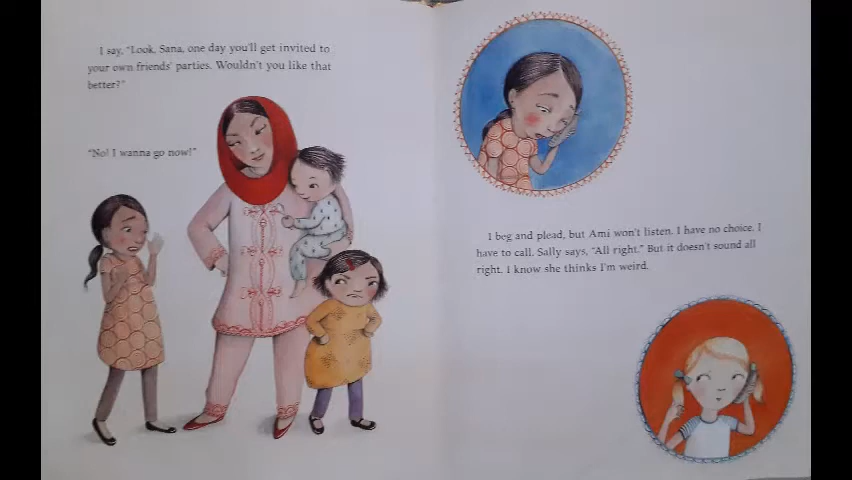 I say, "Look, Sana, one day you'll get invited to
your own friends' parties. Wouldn't you like that
better?"
"No! I wanna go now!"
I beg and plead, but Ami won't listen. I have no choice. I
have to call. Sally says, "All right." But it doesn't sound all
right. I know she thinks I'm weird.